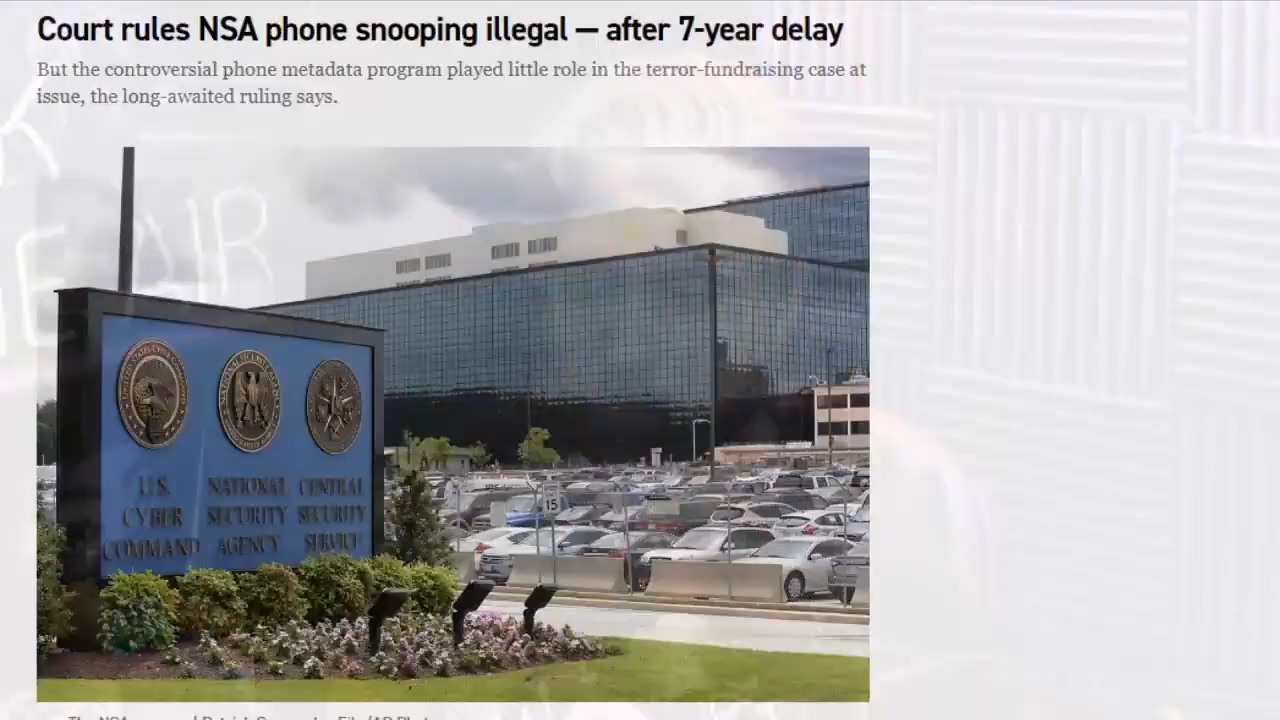 Court rules NSA phone snooping illegal — after 7-year delay
But the controversial phone metadata program played little role in the terror-fundraising case at
issue, the long-awaited ruling says.
AIR
U.S.
CYBER
COMMAND
NATIONAL
SECURITY
AGENCY
CENTRAL
SECURITY
SERVICE
15